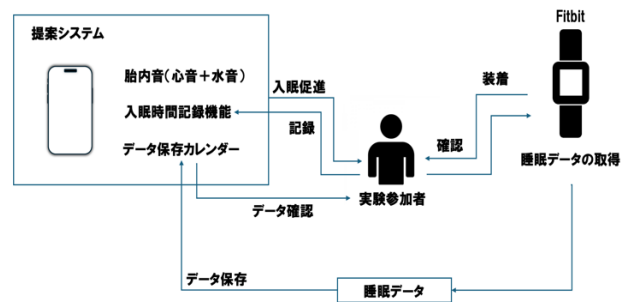 提案システム
胎内音(心音+水音)
入眠時間記録機能
データ保存カレンダー
入眠促進
記録
データ確認
実験参加者
装着
確認
Fitbit
睡眠データの取得
データ保存
睡眠データ